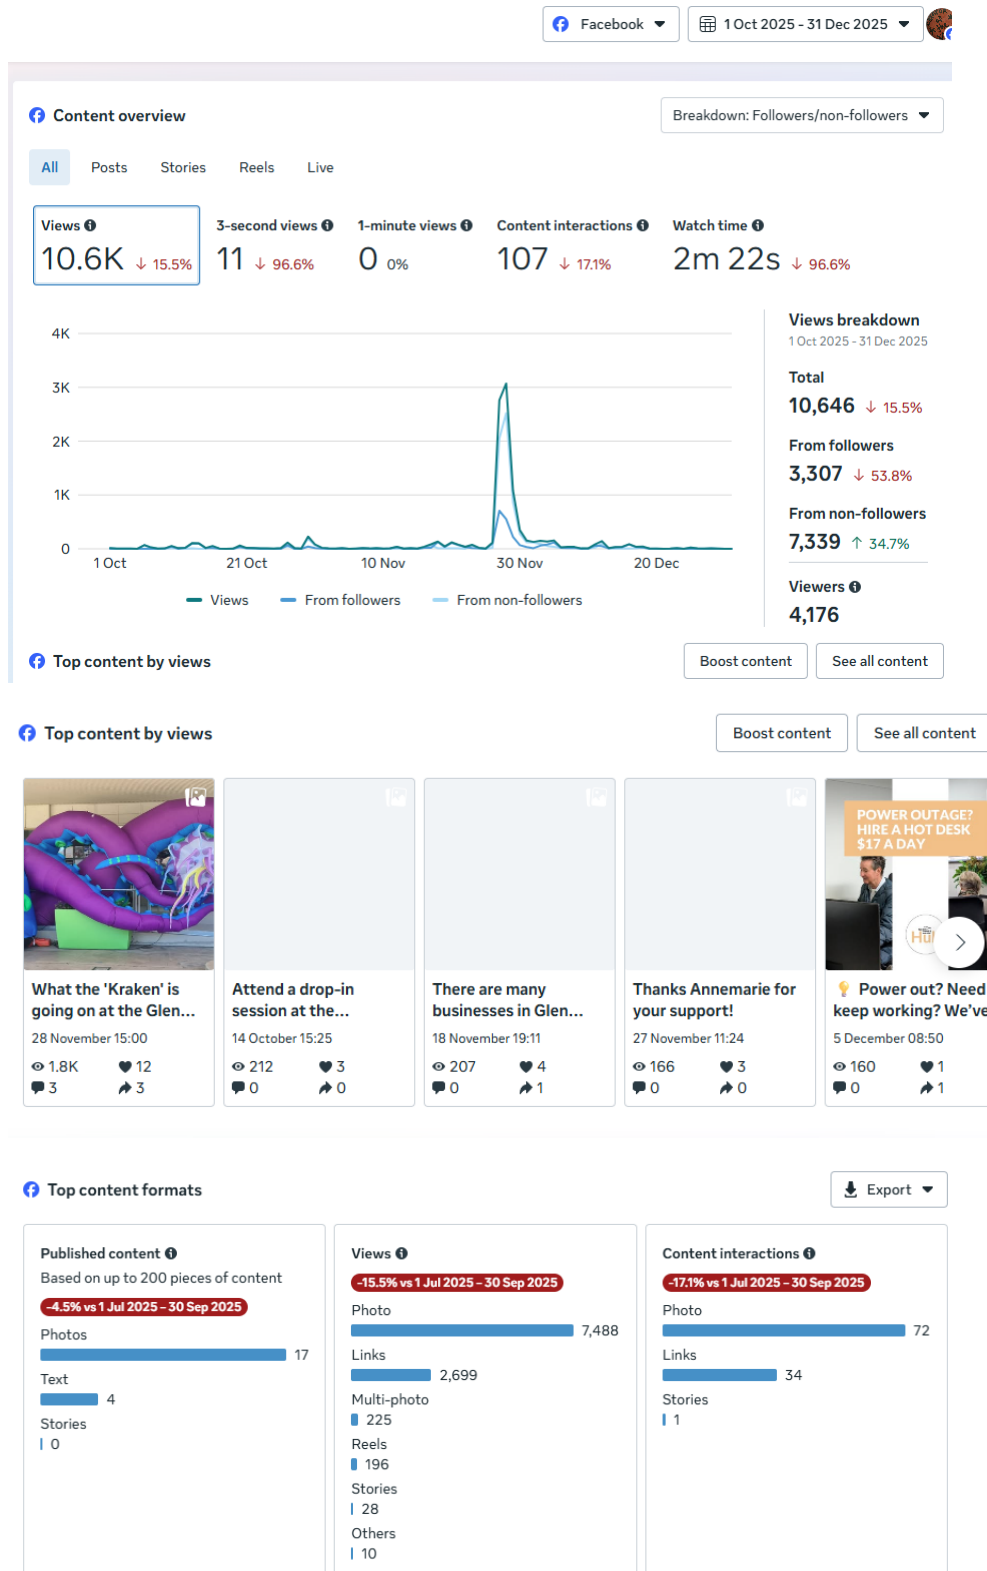 Facebook
1 Oct 2025 - 31 Dec 2025
Content overview
Breakdown: Followers/non-followers
All Posts Stories Reels Live
Views 3-second views 1-minute views Content interactions Watch time
10.6K ↓ 15.5% 11 ↓ 96.6% 0 0% 107 ↓ 17.1% 2m 22s ↓ 96.6%
4K
3K
2K
1K
0
1 Oct 21 Oct 10 Nov 30 Nov 20 Dec
Views From followers From non-followers
Views breakdown
1 Oct 2025 - 31 Dec 2025
Total
10,646 ↓ 15.5%
From followers
3,307 ↓ 53.8%
From non-followers
7,339 ↑ 34.7%
Viewers
4,176
Top content by views
Boost content See all content
Top content by views
Boost content See all content
What the 'Kraken' is
going on at the Glen...
28 November 15:00
1.8K 12
3 3
Attend a drop-in
session at the...
14 October 15:25
212 3
0 0
There are many
businesses in Glen...
18 November 19:11
207 4
0 1
Thanks Annemarie for
your support!
27 November 11:24
166 3
0 0
POWER OUTAGE?
HIRE A HOT DESK
$17 A DAY
💡 Power out? Need
keep working? We've
5 December 08:50
160 1
0 1
Top content formats
Export
Published content
Based on up to 200 pieces of content
-4.5% vs 1 Jul 2025 – 30 Sep 2025
Photos
17
Text
4
Stories
0
Views
-15.5% vs 1 Jul 2025 – 30 Sep 2025
Photo
7,488
Links
2,699
Multi-photo
225
Reels
196
Stories
28
Others
10
Content interactions
-17.1% vs 1 Jul 2025 – 30 Sep 2025
Photo
72
Links
34
Stories
1